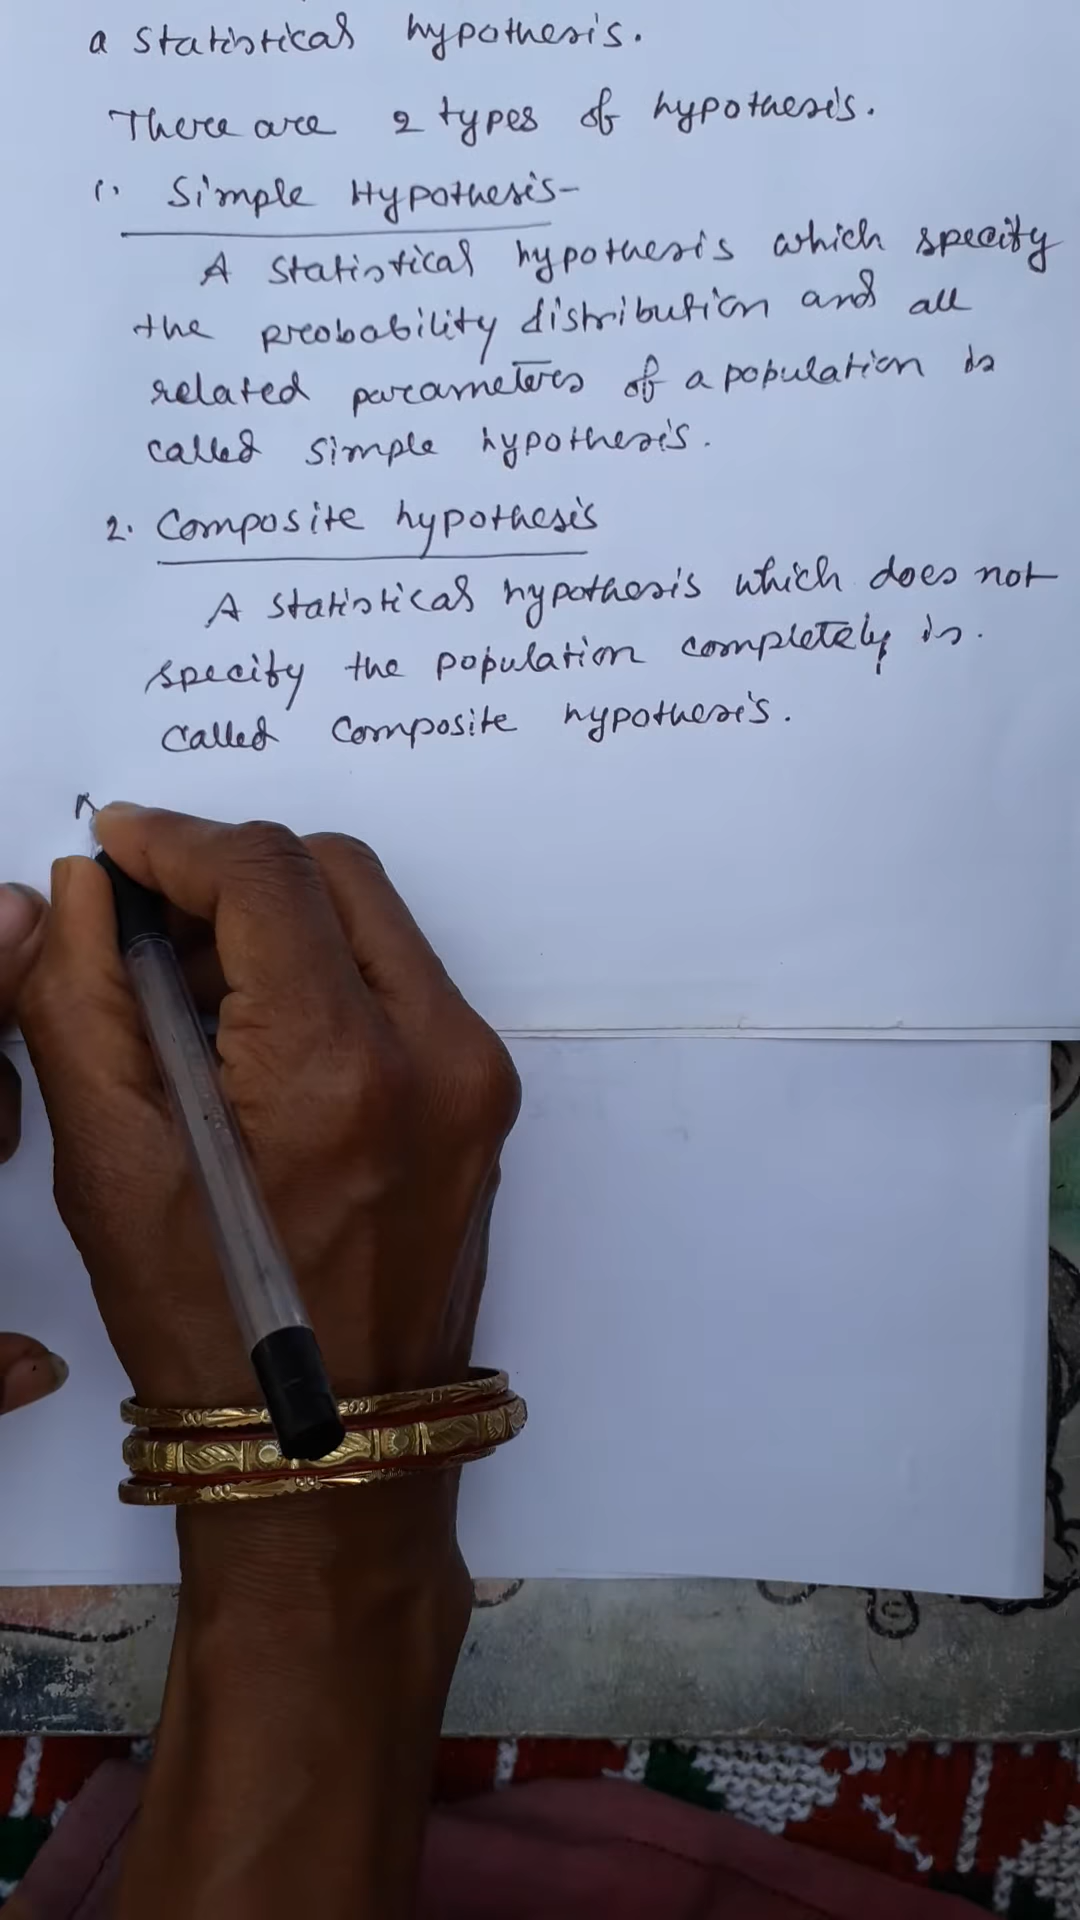 a statistical hypothesis.
There are 2 types of hypothesis.
1. Simple Hypothesis-
A statistical hypothesis which specify
the probability distribution and all
related parameters of a population is
called simple hypothesis.
2. Composite hypothesis
A statistical hypothesis which does not
specify the population completely is.
called composite hypothesis.